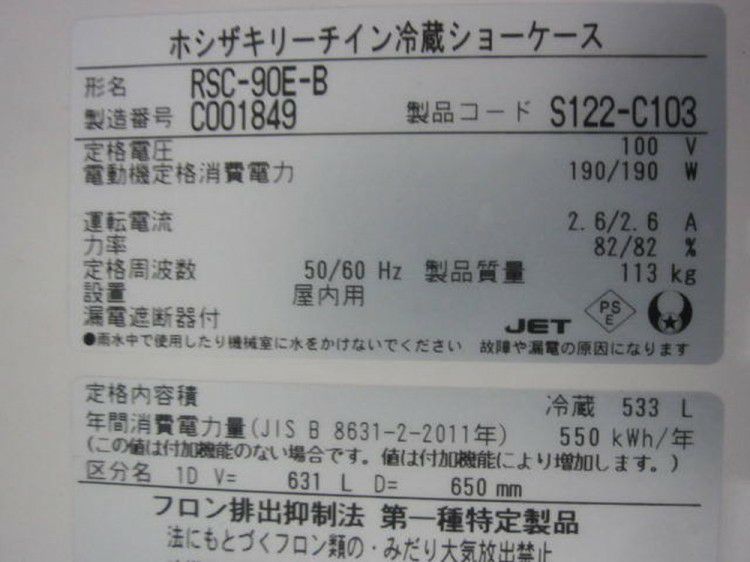 ホシザキリーチイン冷蔵ショーケース
形名 RSC-90E-B
製造番号 C001849 製品コード S122-C103
定格電圧 100 V
電動機定格消費電力 190/190 W
運転電流 2.6/2.6 A
力率 82/82 %
定格周波数 50/60 Hz 製品質量 113 kg
設置 屋内用
漏電遮断器付 JET PS E
●雨水中で使用したり機械室に水をかけないでください 故障や漏電の原因になります
定格内容積 冷蔵 533 L
年間消費電力量(JIS B 8631-2-2011年) 550 kWh/年
(この値は付加機能のない場合です。値は付加機能により増加します。)
区分名 1D V= 631 L D= 650 mm
フロン排出抑制法 第一種特定製品
法にもとづくフロン類の・みだり大気放出禁止